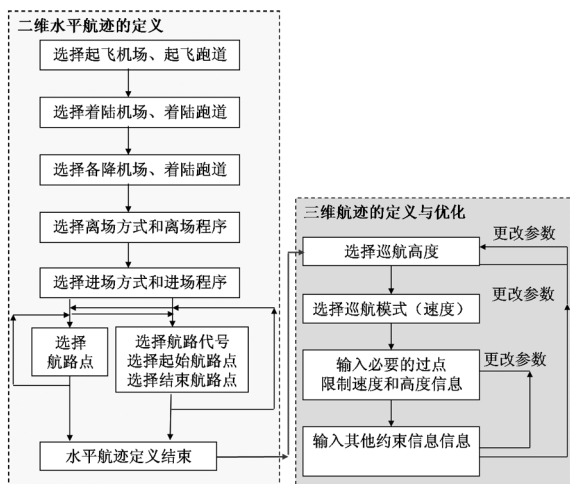 二维水平航迹的定义
选择起飞机场、起飞跑道
选择着陆机场、着陆跑道
选择备降机场、着陆跑道
选择离场方式和离场程序
选择进场方式和进场程序
选择
航路点
选择航路代号
选择起始航路点
选择结束航路点
水平航迹定义结束
三维航迹的定义与优化
更改参数
选择巡航高度
更改参数
选择巡航模式（速度）
更改参数
输入必要的过点
限制速度和高度信息
输入其他约束信息信息